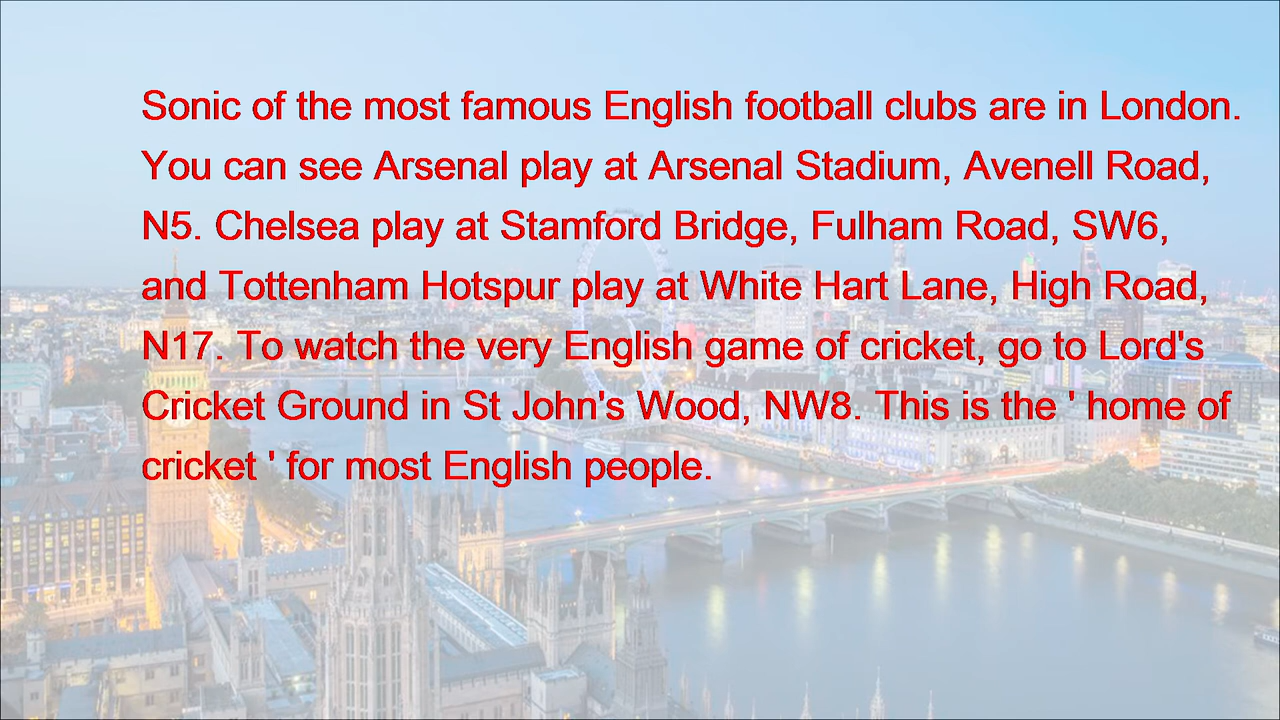 Sonic of the most famous English football clubs are in London.
You can see Arsenal play at Arsenal Stadium, Avenell Road,
N5. Chelsea play at Stamford Bridge, Fulham Road, SW6,
and Tottenham Hotspur play at White Hart Lane, High Road,
N17. To watch the very English game of cricket, go to Lord's
Cricket Ground in St John's Wood, NW8. This is the ' home of
cricket ' for most English people.